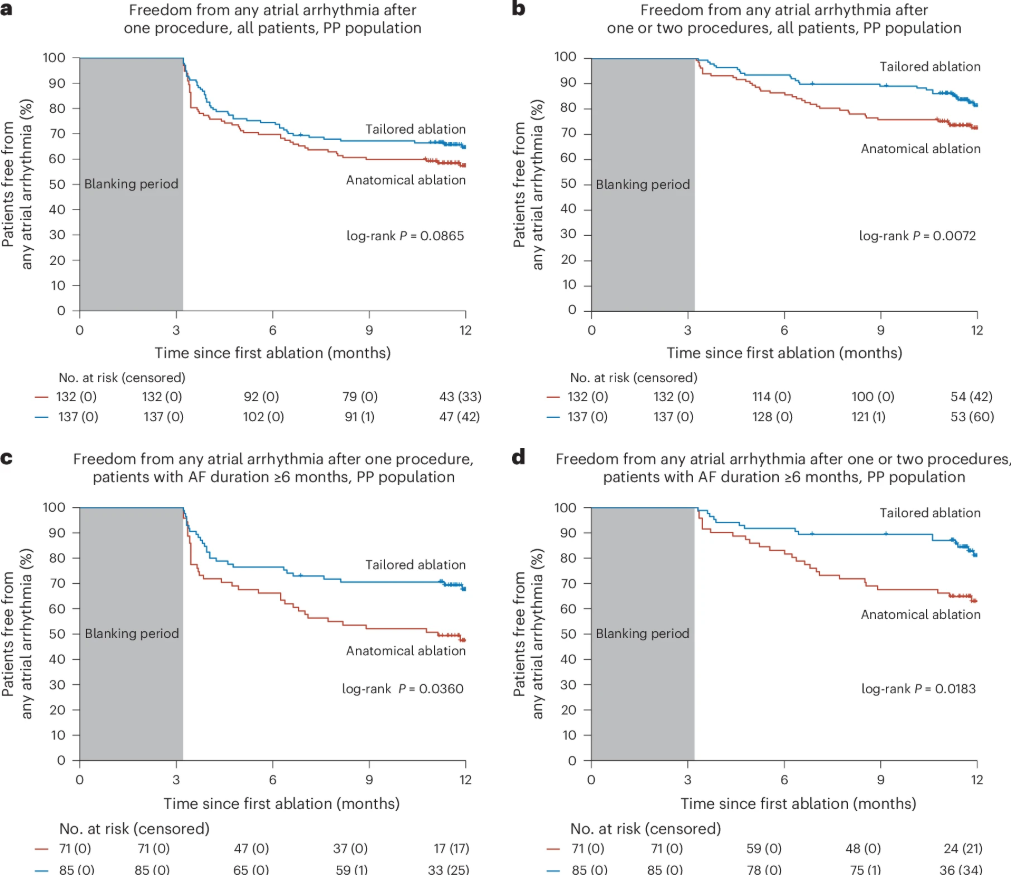 a
Freedom from any atrial arrhythmia after
one procedure, all patients, PP population
Patients free from
any atrial arrhythmia (%)
100
90
80
70
60
50
40
30
20
10
0
Blanking period
Tailored ablation
Anatomical ablation
log-rank P = 0.0865
0 3 6 9 12
Time since first ablation (months)
No. at risk (censored)
132 (0) 132 (0) 92 (0) 79 (0) 43 (33)
137 (0) 137 (0) 102 (0) 91 (1) 47 (42)
b
Freedom from any atrial arrhythmia after
one or two procedures, all patients, PP population
Patients free from
any atrial arrhythmia (%)
100
90
80
70
60
50
40
30
20
10
0
Blanking period
Tailored ablation
Anatomical ablation
log-rank P = 0.0072
0 3 6 9 12
Time since first ablation (months)
No. at risk (censored)
132 (0) 132 (0) 114 (0) 100 (0) 54 (42)
137 (0) 137 (0) 128 (0) 121 (1) 53 (60)
c
Freedom from any atrial arrhythmia after one procedure,
patients with AF duration ≥6 months, PP population
Patients free from
any atrial arrhythmia (%)
100
90
80
70
60
50
40
30
20
10
0
Blanking period
Tailored ablation
Anatomical ablation
log-rank P = 0.0360
0 3 6 9 12
Time since first ablation (months)
No. at risk (censored)
71 (0) 71 (0) 47 (0) 37 (0) 17 (17)
85 (0) 85 (0) 65 (0) 59 (1) 33 (25)
d
Freedom from any atrial arrhythmia after one or two procedures,
patients with AF duration ≥6 months, PP population
Patients free from
any atrial arrhythmia (%)
100
90
80
70
60
50
40
30
20
10
0
Blanking period
Tailored ablation
Anatomical ablation
log-rank P = 0.0183
0 3 6 9 12
Time since first ablation (months)
No. at risk (censored)
71 (0) 71 (0) 59 (0) 48 (0) 24 (21)
85 (0) 85 (0) 78 (0) 75 (1) 36 (34)